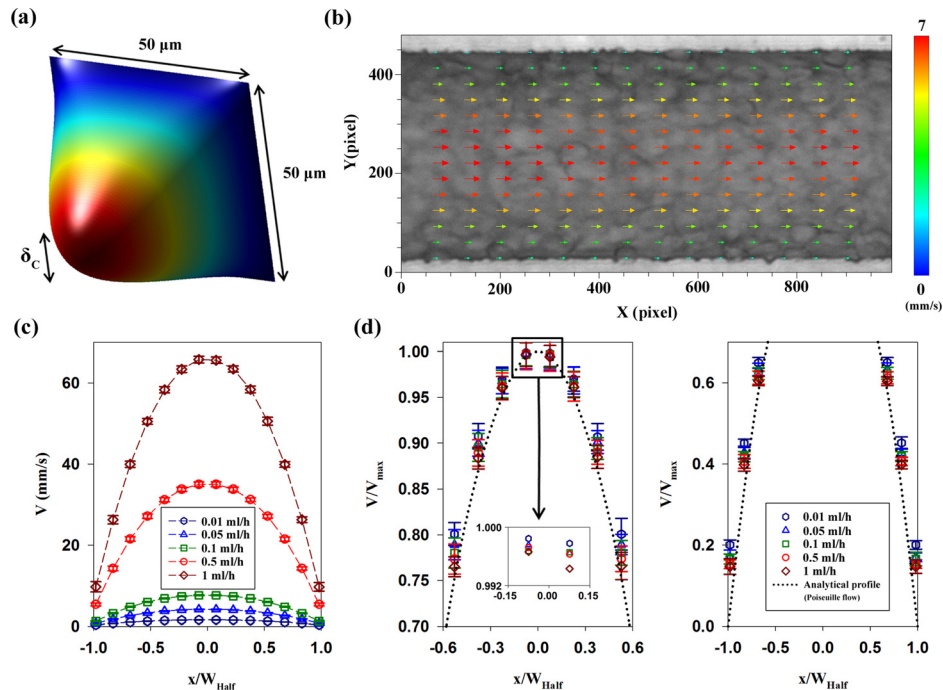 (a)
50 µm
50 µm
δC
(b)
7
0
(mm/s)
Y(pixel)
400
200
0
0
200
400
600
800
X (pixel)
(c)
V (mm/s)
60
40
20
0
0.01 ml/h
0.05 ml/h
0.1 ml/h
0.5 ml/h
1 ml/h
-1.0
-0.5
0.0
0.5
1.0
x/WHalf
(d)
V/Vmax
1.00
0.95
0.90
0.85
0.80
0.75
0.70
1.000
0.992
-0.15
0.00
0.15
-0.6
-0.3
0.0
0.3
0.6
x/WHalf
V/Vmax
0.6
0.4
0.2
0.0
0.01 ml/h
0.05 ml/h
0.1 ml/h
0.5 ml/h
1 ml/h
Analytical profile
(Poiseuille flow)
-1.0
-0.5
0.0
0.5
1.0
x/WHalf